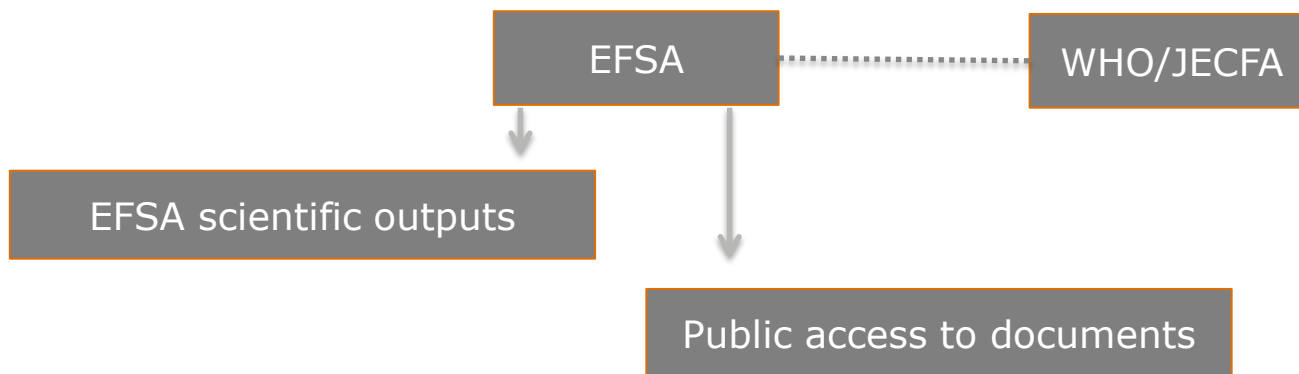 EFSA
WHO/JECFA
EFSA scientific outputs
Public access to documents